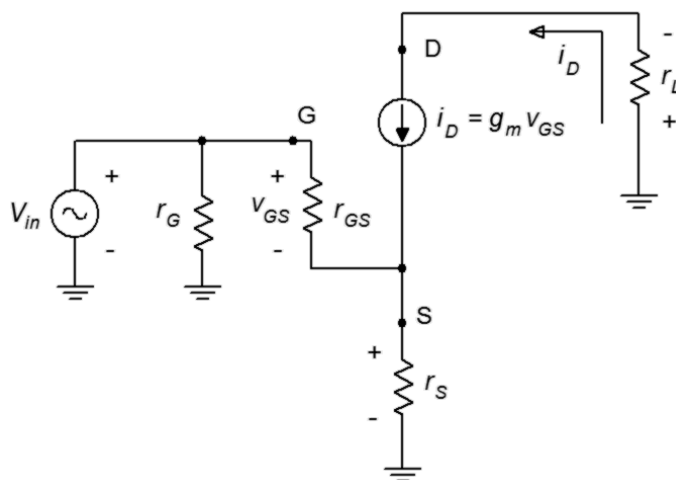 -
D
i_D
r_L
+
i_D = g_m v_GS
G
+
+
V_in
r_G
v_GS
r_GS
-
-
S
+
r_S
-